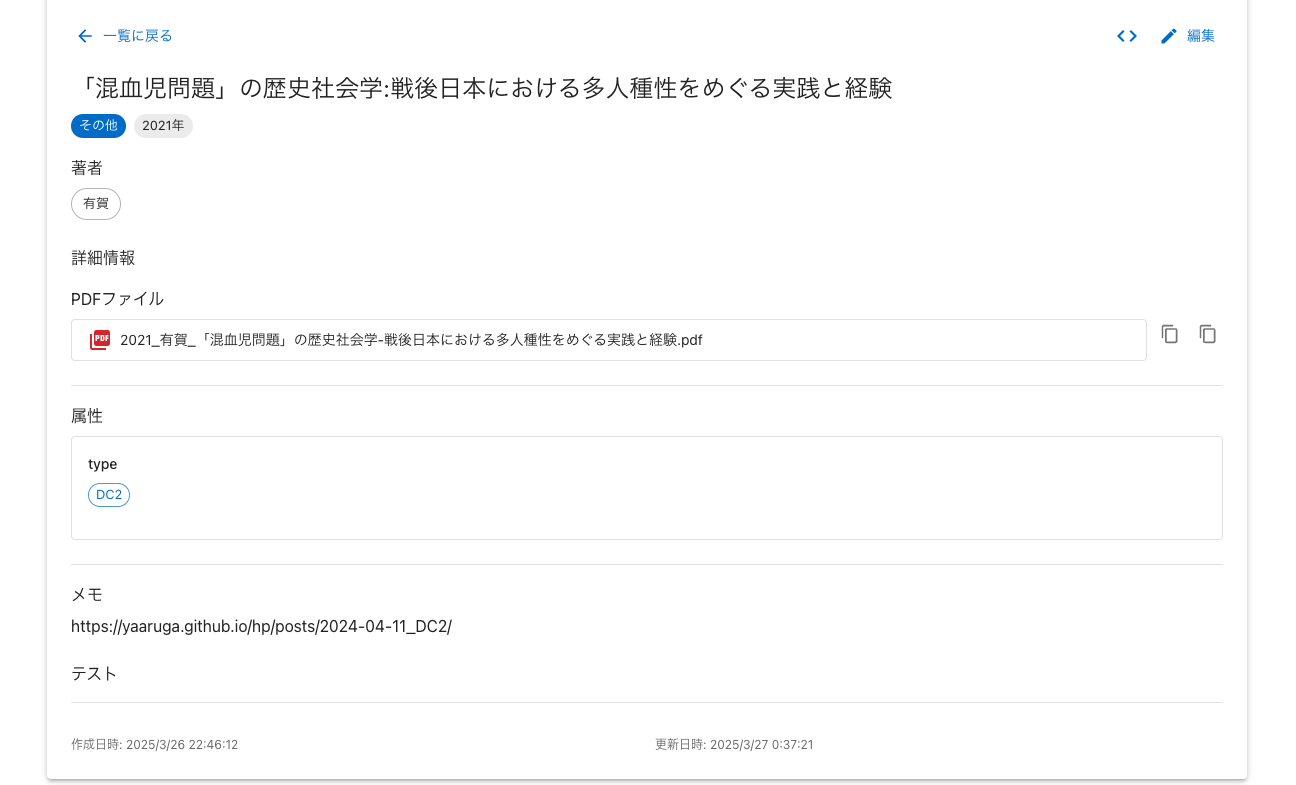 一覧に戻る
編集
「混血児問題」の歴史社会学:戦後日本における多人種性をめぐる実践と経験
その他 2021年
著者
有賀
詳細情報
PDFファイル
PDF 2021_有賀_「混血児問題」の歴史社会学-戦後日本における多人種性をめぐる実践と経験.pdf
属性
type
DC2
メモ
https://yaaruga.github.io/hp/posts/2024-04-11_DC2/
テスト
作成日時: 2025/3/26 22:46:12 更新日時: 2025/3/27 0:37:21